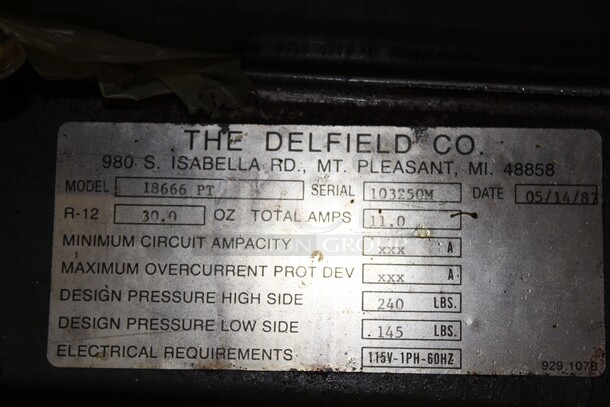 THE DELFIELD CO.
980 S. ISABELLA RD., MT. PLEASANT, MI. 48858
MODEL 18666 PT SERIAL 103250M DATE 05/14/87
R-12 30.0 OZ TOTAL AMPS 11.0
MINIMUM CIRCUIT AMPACITY xxx A
MAXIMUM OVERCURRENT PROT DEV xxx A.
DESIGN PRESSURE HIGH SIDE 240 LBS.
DESIGN PRESSURE LOW SIDE .145 LBS.
ELECTRICAL REQUIREMENTS 115V-1PH-60HZ
929.1078
GROUP